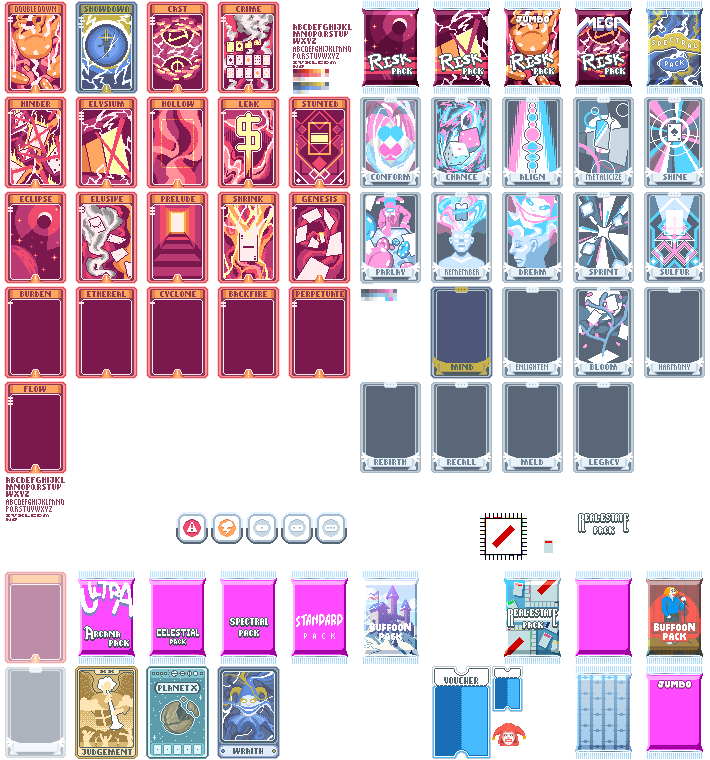 DOUBLEDOWN
SHOWDOWN
CAST
CRIME
ABCDEFGHIJKL
MNOPQRSTUVWXYZ
ABCDEFGHIJKLMNO
PQRSTUVWXYZ
RISK
PACK
RISK
PACK
JUMBO
RISK
PACK
MEGA
RISK
PACK
SPECTRAL
PACK
HINDER
ELYSIUM
HOLLOW
LEAK
STUNTED
CONFORM
CHANCE
ALIGN
METALICIZE
SHINE
ECLIPSE
ELUSIVE
PRELUDE
SHRINK
GENESIS
PARLAY
REMEMBER
DREAM
SPRINT
SULFUR
BURDEN
ETHEREAL
CYCLONE
BACKFIRE
PERPETUATE
MIND
ENLIGHTEN
BLOOM
HARMONY
FLOW
REBIRTH
RECALL
MELD
LEGACY
ABCDEFGHIJKL
MNOPQRSTUV
WXYZ
ABCDEFGHIJKLMNO
PQRSTUVWXYZ
REALESTATE
PACK
ULTRA
ARCANA
PACK
CELESTIAL
PACK
SPECTRAL
PACK
STANDARD
PACK
BUFFOON
PACK
REALESTATE
PACK
BUFFOON
PACK
XX
JUDGEMENT
PLANET X
WRAITH
VOUCHER
JUMBO